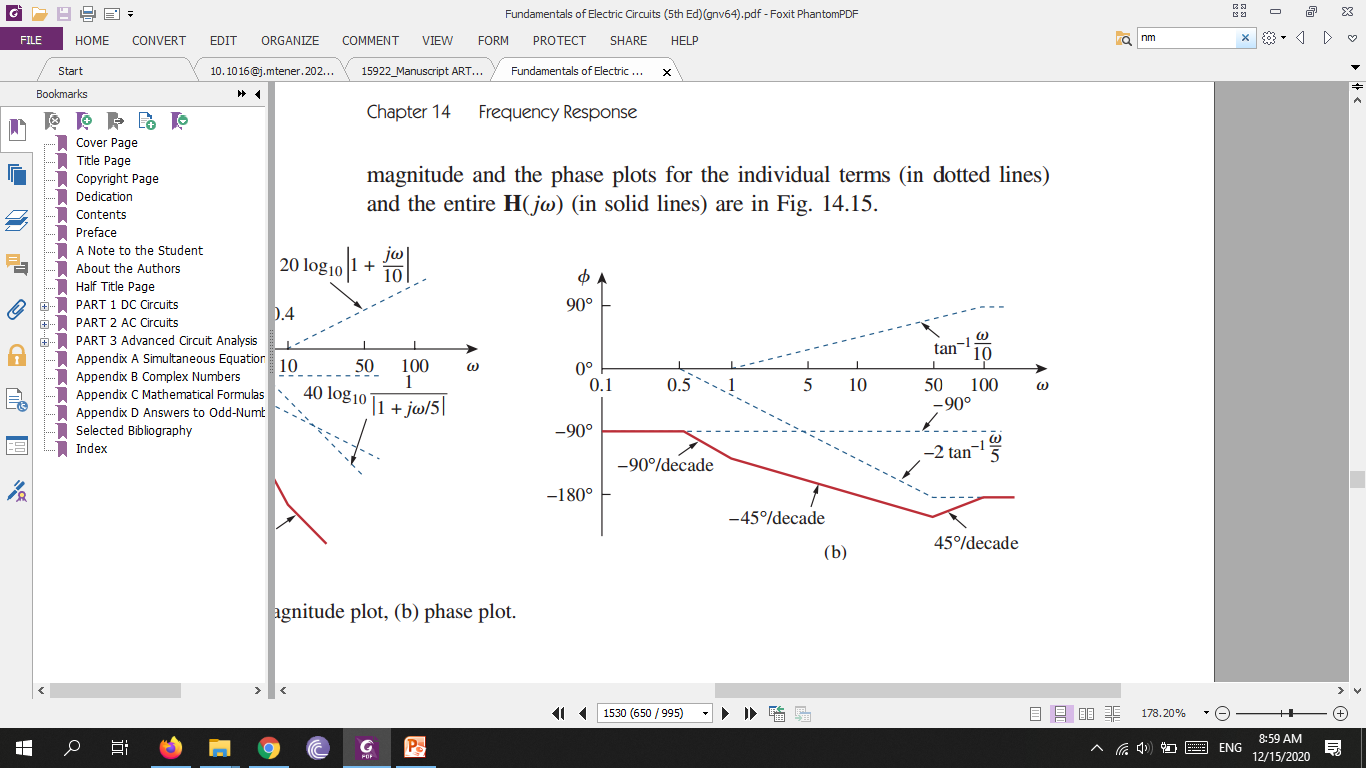 Fundamentals of Electric Circuits (5th Ed)(gnv64).pdf - Foxit PhantomPDF
FILE HOME CONVERT EDIT ORGANIZE COMMENT VIEW FORM PROTECT SHARE HELP
nm
Start
10.1016@j.mtener.202...
15922_Manuscript ART...
Fundamentals of Electric ...
Bookmarks
Cover Page
Title Page
Copyright Page
Dedication
Contents
Preface
A Note to the Student
About the Authors
Half Title Page
PART 1 DC Circuits
PART 2 AC Circuits
PART 3 Advanced Circuit Analysis
Appendix A Simultaneous Equation
Appendix B Complex Numbers
Appendix C Mathematical Formulas
Appendix D Answers to Odd-Numb
Selected Bibliography
Index
Chapter 14 Frequency Response
magnitude and the phase plots for the individual terms (in dotted lines)
and the entire H(jω) (in solid lines) are in Fig. 14.15.
20 log₁₀ |1 + jω/10|
0.4
10 50 100 ω
40 log₁₀ 1/|1 + jω/5|
ϕ
90°
tan⁻¹ ω/10
0°
0.1 0.5 1 5 10 50 100 ω
−90°
−90°
−2 tan⁻¹ ω/5
−90°/decade
−180°
−45°/decade
45°/decade
(b)
agnitude plot, (b) phase plot.
1530 (650 / 995)
178.20%
PDF
ENG
8:59 AM
12/15/2020